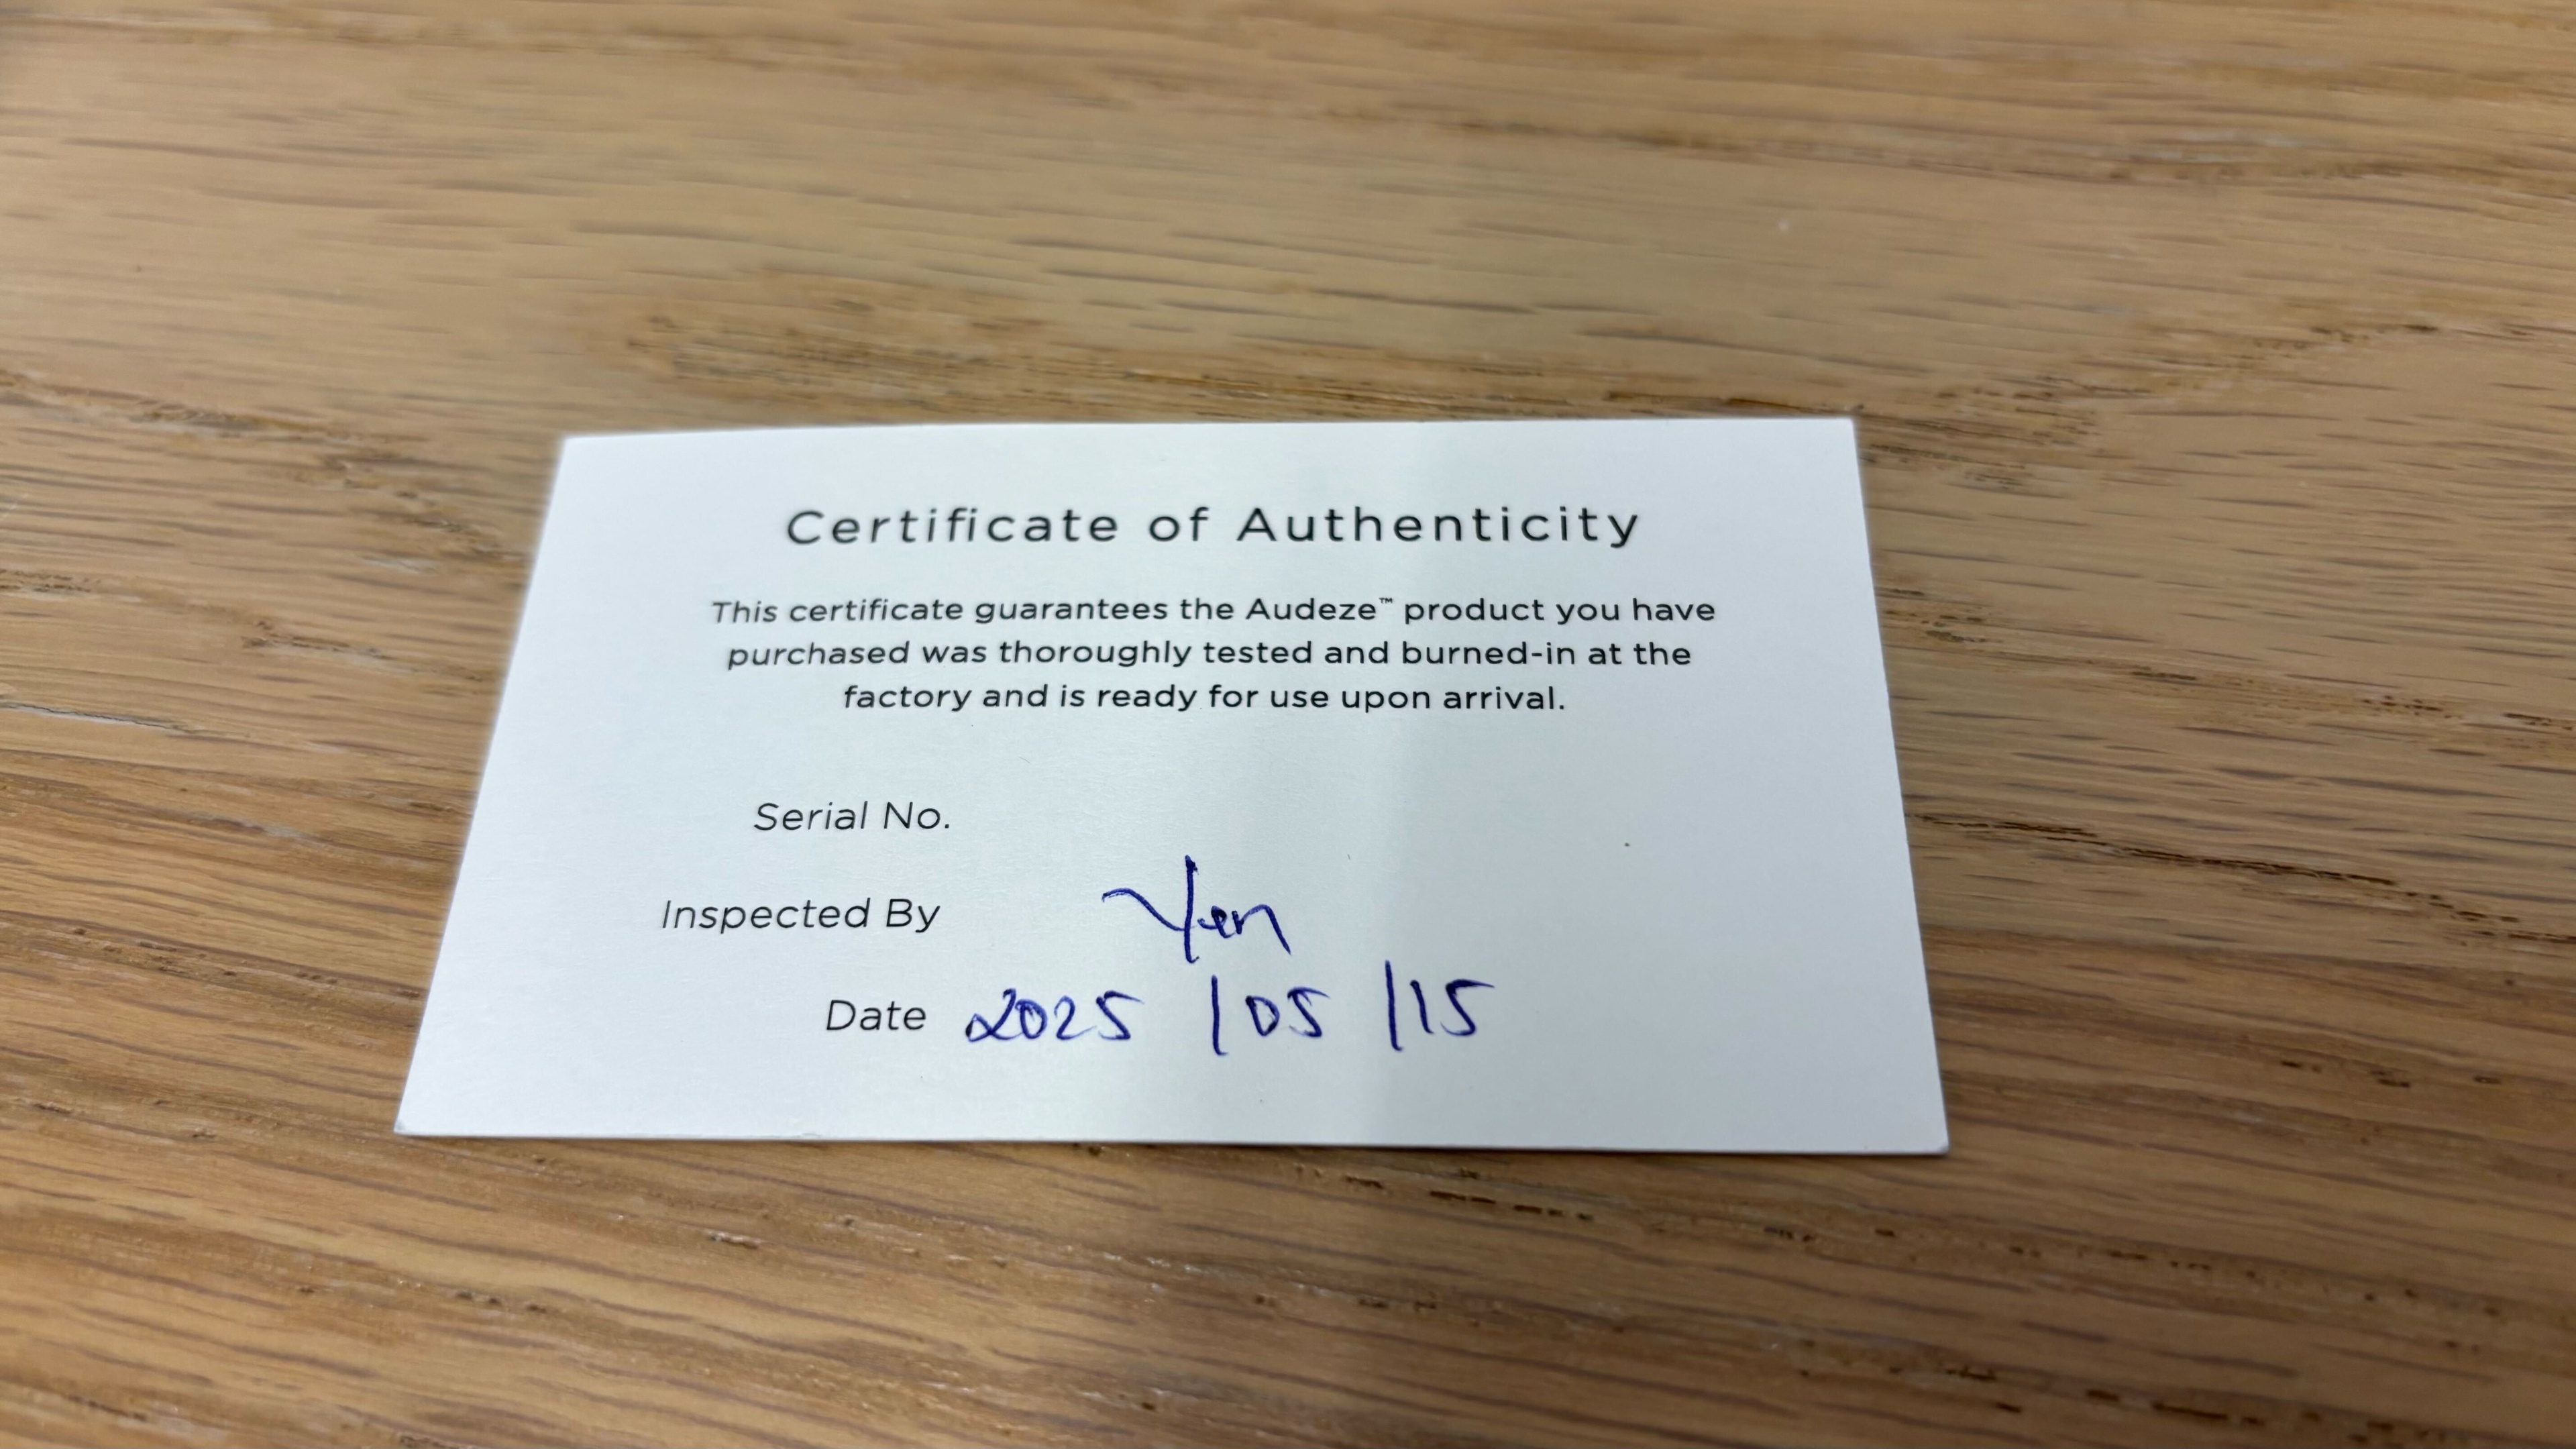 Certificate of Authenticity
This certificate guarantees the Audeze™ product you have
purchased was thoroughly tested and burned-in at the
factory and is ready for use upon arrival.
Serial No.
Inspected By Yen
Date 2025 / 05 / 15